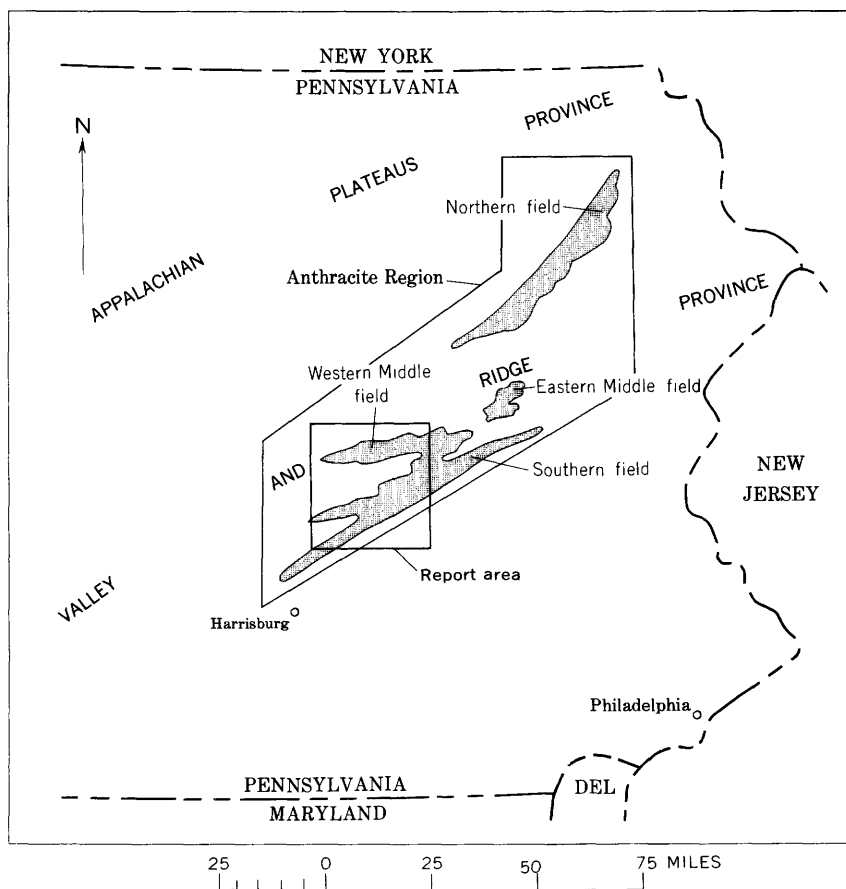 NEW YORK
PENNSYLVANIA
N
PROVINCE
PLATEAUS
APPALACHIAN
Northern field
Anthracite Region
PROVINCE
Western Middle
field
RIDGE
Eastern Middle field
AND
Southern field
NEW
JERSEY
Report area
VALLEY
Harrisburg
Philadelphia
PENNSYLVANIA
MARYLAND
DEL
25 0 25 50 75 MILES